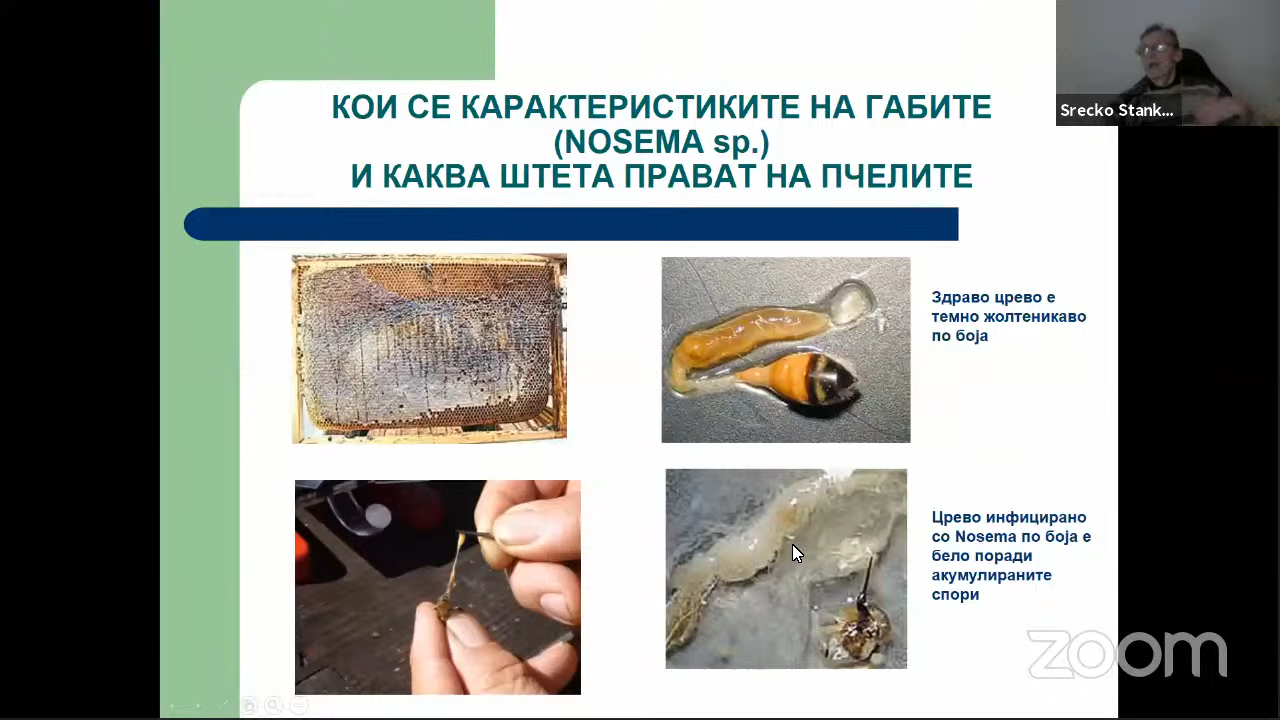 КОИ СЕ КАРАКТЕРИСТИКИТЕ НА ГАБИТЕ
(NOSEMA sp.)
И КАКВА ШТЕТА ПРАВАТ НА ПЧЕЛИТЕ
Srecko Stank...
Здраво црево е
темно жолтеникаво
по боја
Црево инфицирано
со Nosema по боја е
бело поради
акумулираните
спори
zoom